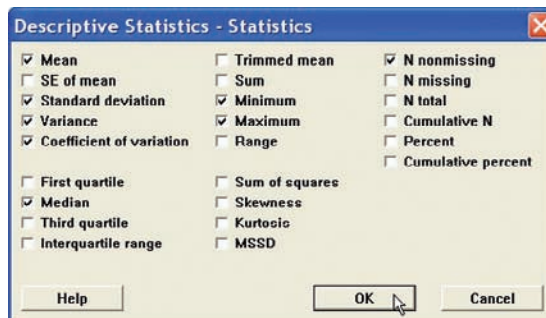 Descriptive Statistics - Statistics
Mean
SE of mean
Standard deviation
Variance
Coefficient of variation
First quartile
Median
Third quartile
Interquartile range
Trimmed mean
Sum
Minimum
Maximum
Range
Sum of squares
Skewness
Kurtosis
MSSD
N nonmissing
N missing
N total
Cumulative N
Percent
Cumulative percent
Help
OK
Cancel